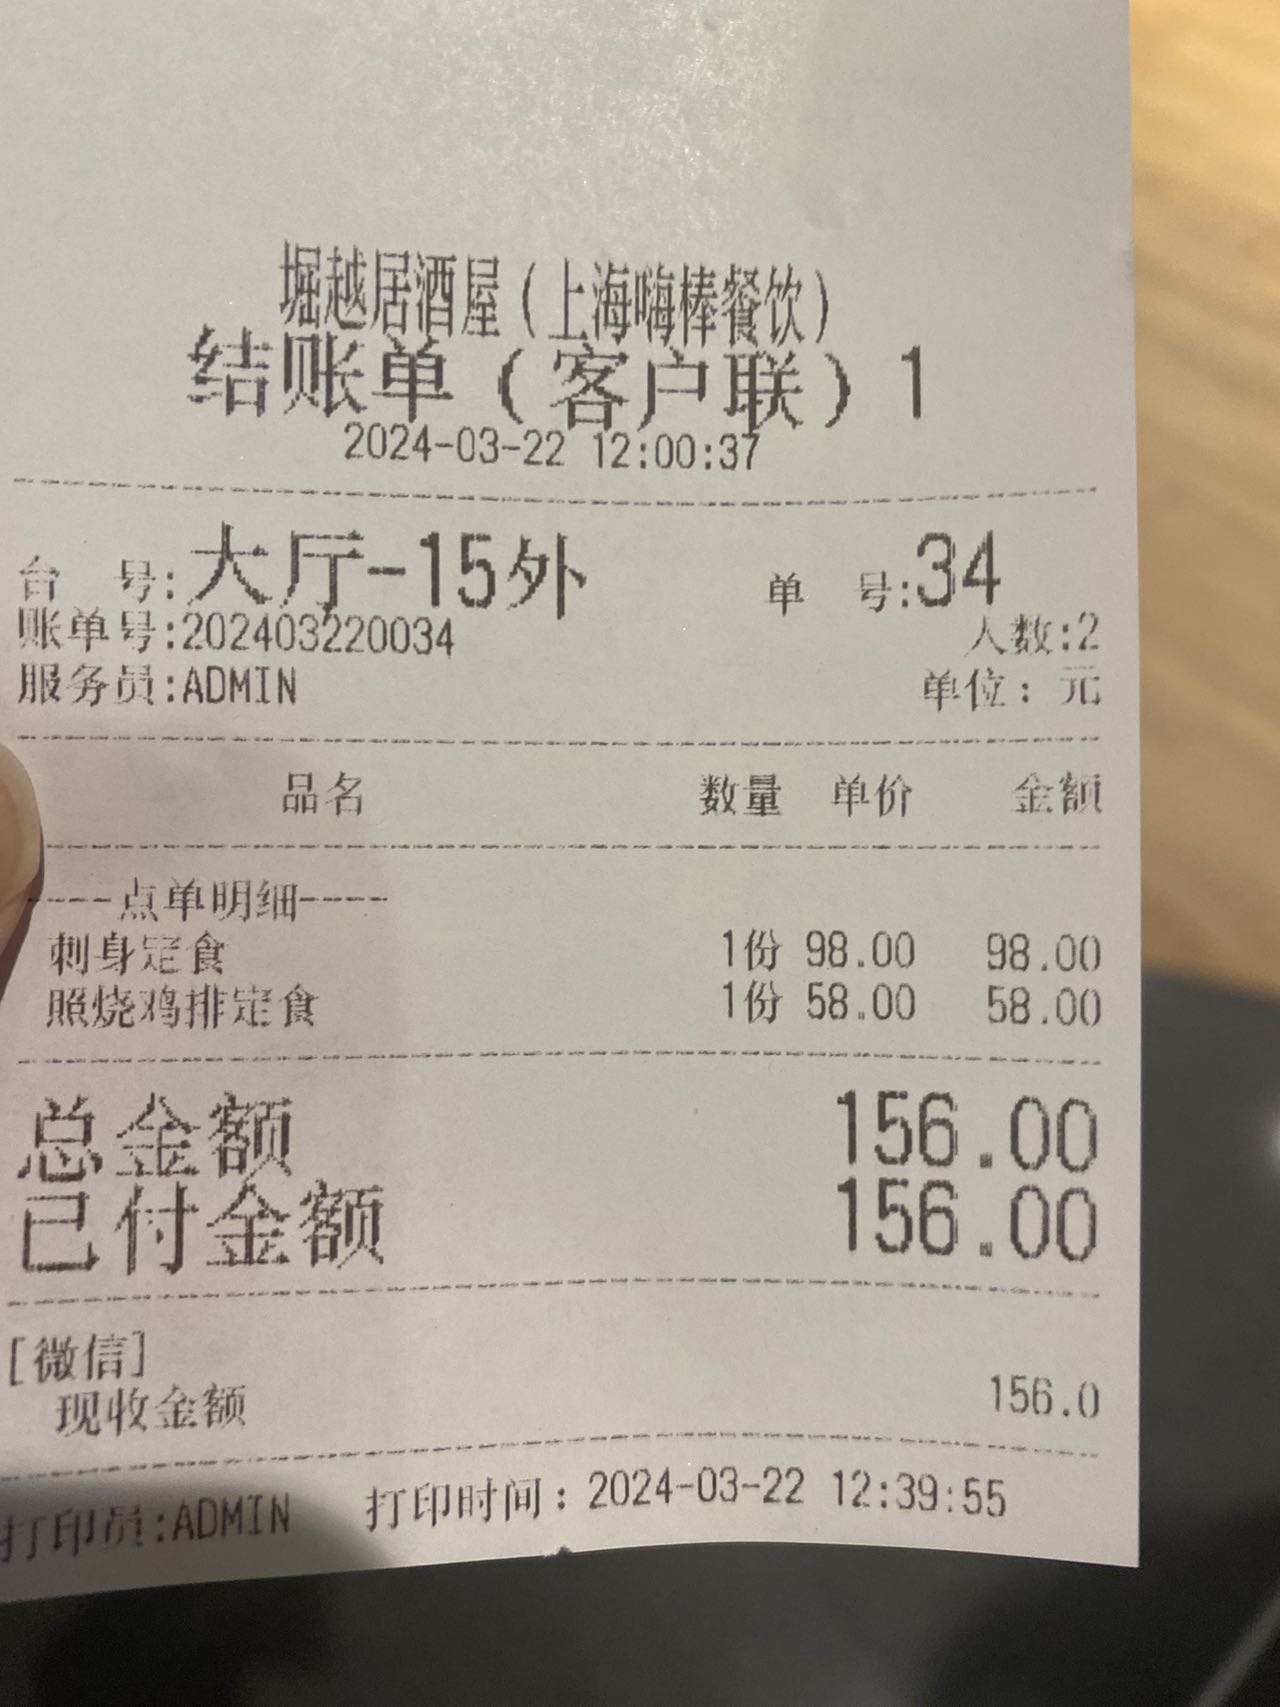 堀越居酒屋(上海嗨棒餐饮)
结账单(客户联)1
2024-03-22 12:00:37
台 号:大厅-15外 单 号:34
账单号:202403220034 人数:2
服务员:ADMIN 单位：元
品名 数量 单价 金额
----点单明细----
刺身定食 1份 98.00 98.00
照烧鸡排定食 1份 58.00 58.00
总金额 156.00
已付金额 156.00
[微信]
现收金额 156.0
打印员:ADMIN 打印时间：2024-03-22 12:39:55